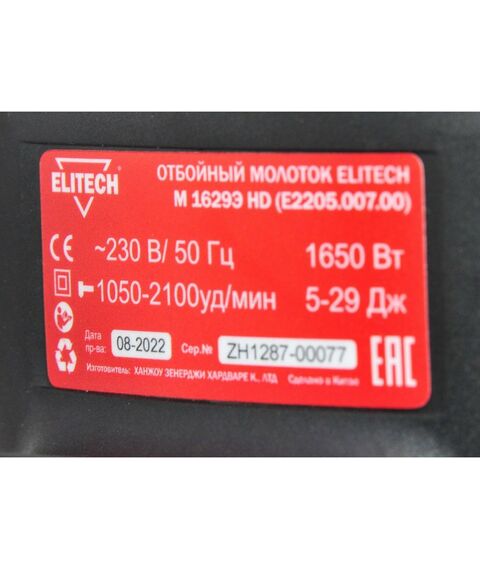 ELITECH
ОТБОЙНЫЙ МОЛОТОК ELITECH
М 1629Э HD (E2205.007.00)
CE ~230 В/ 50 Гц 1650 Вт
1050-2100уд/мин 5-29 Дж
Дата пр-ва: 08-2022 Сер.№ ZH1287-00077 EAC
Изготовитель: ХАНЖОУ ЗЕНЕРДЖИ ХАРДВАРЕ К., ЛТД Сделано в Китае